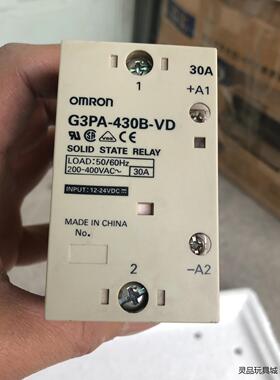 1
30A
+A1
OMRON
G3PA-430B-VD
SOLID STATE RELAY
LOAD:50/60Hz
200-400VAC~ 30A
INPUT:12-24VDC
MADE IN CHINA
No.
2
-A2
灵品玩具城